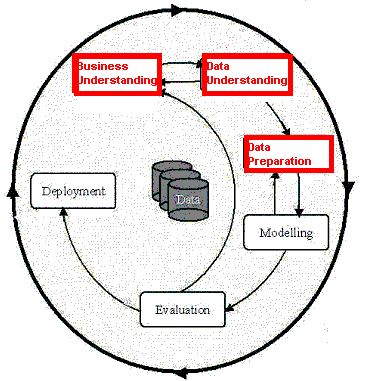 Business
Understanding
Data
Understanding
Data
Preparation
Deployment
Data
Modelling
Evaluation